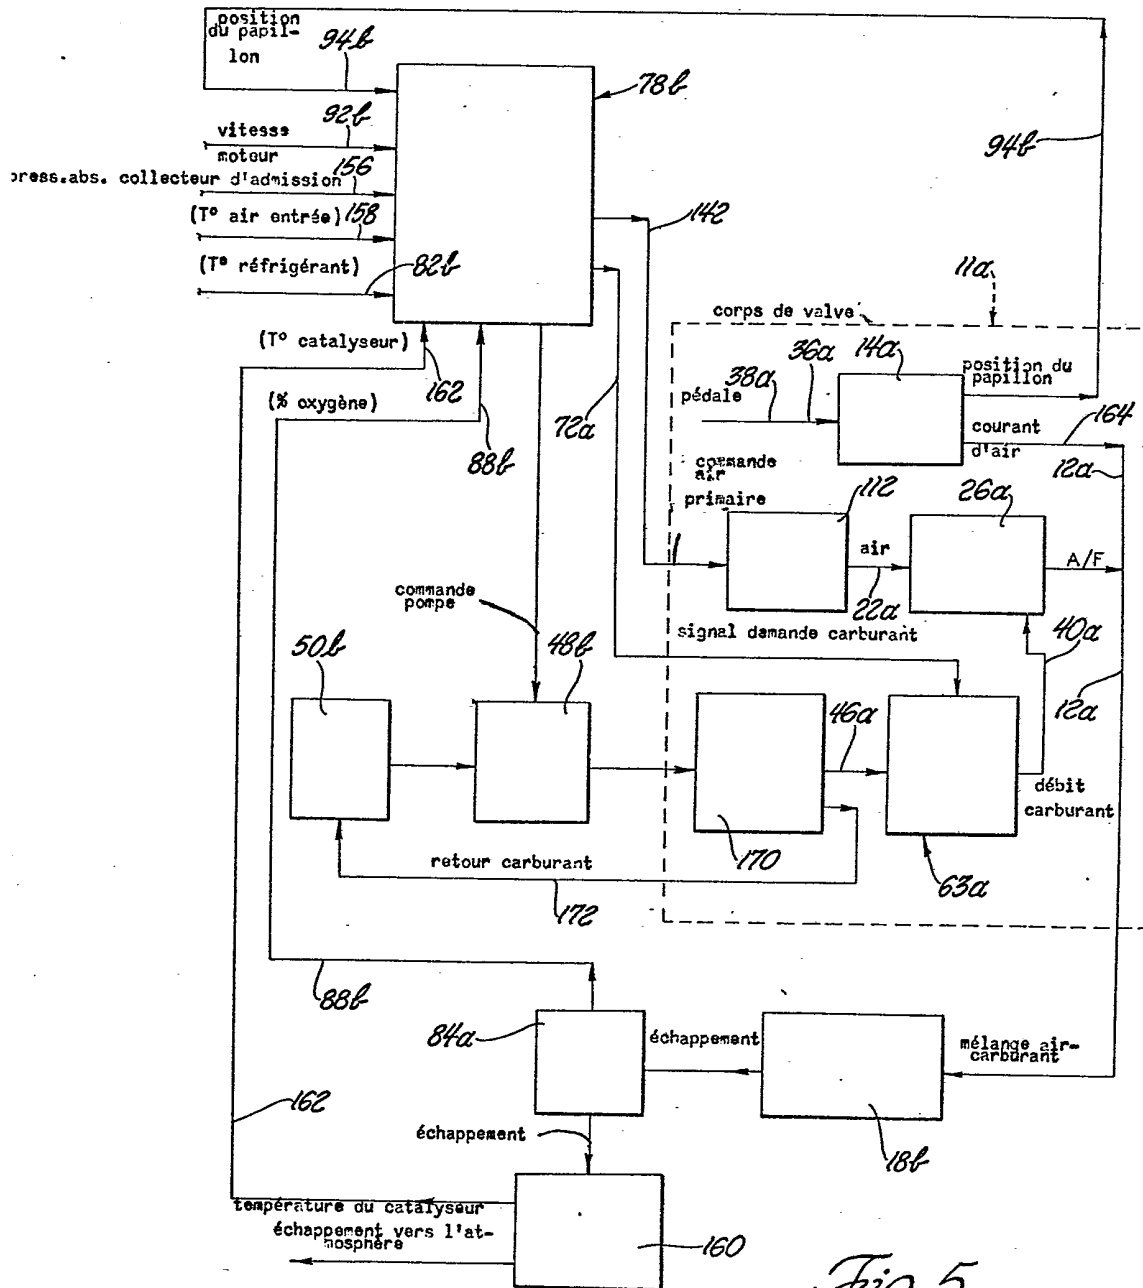 position
du papil-
lon
94b
78b
92b
vitesse
moteur
94b
156
press.abs. collecteur d'admission
(T° air entrée)
158
142
(T° réfrigérant)
82b
11a
corps de valve
(T° catalyseur)
36a
14a
position du
papillon
162
38a
pédale
(% oxygène)
72a
courant
d'air
164
88b
commande
air
primaire
12a
112
26a
air
A/F
22a
commande
pompe
signal demande carburant
40a
50b
48b
46a
12a
débit
carburant
retour carburant
170
63a
172
88b
84a
échappement
mélange air-
carburant
162
échappement
18b
température du catalyseur
échappement vers l'at-
mosphère
160
Fig. 5